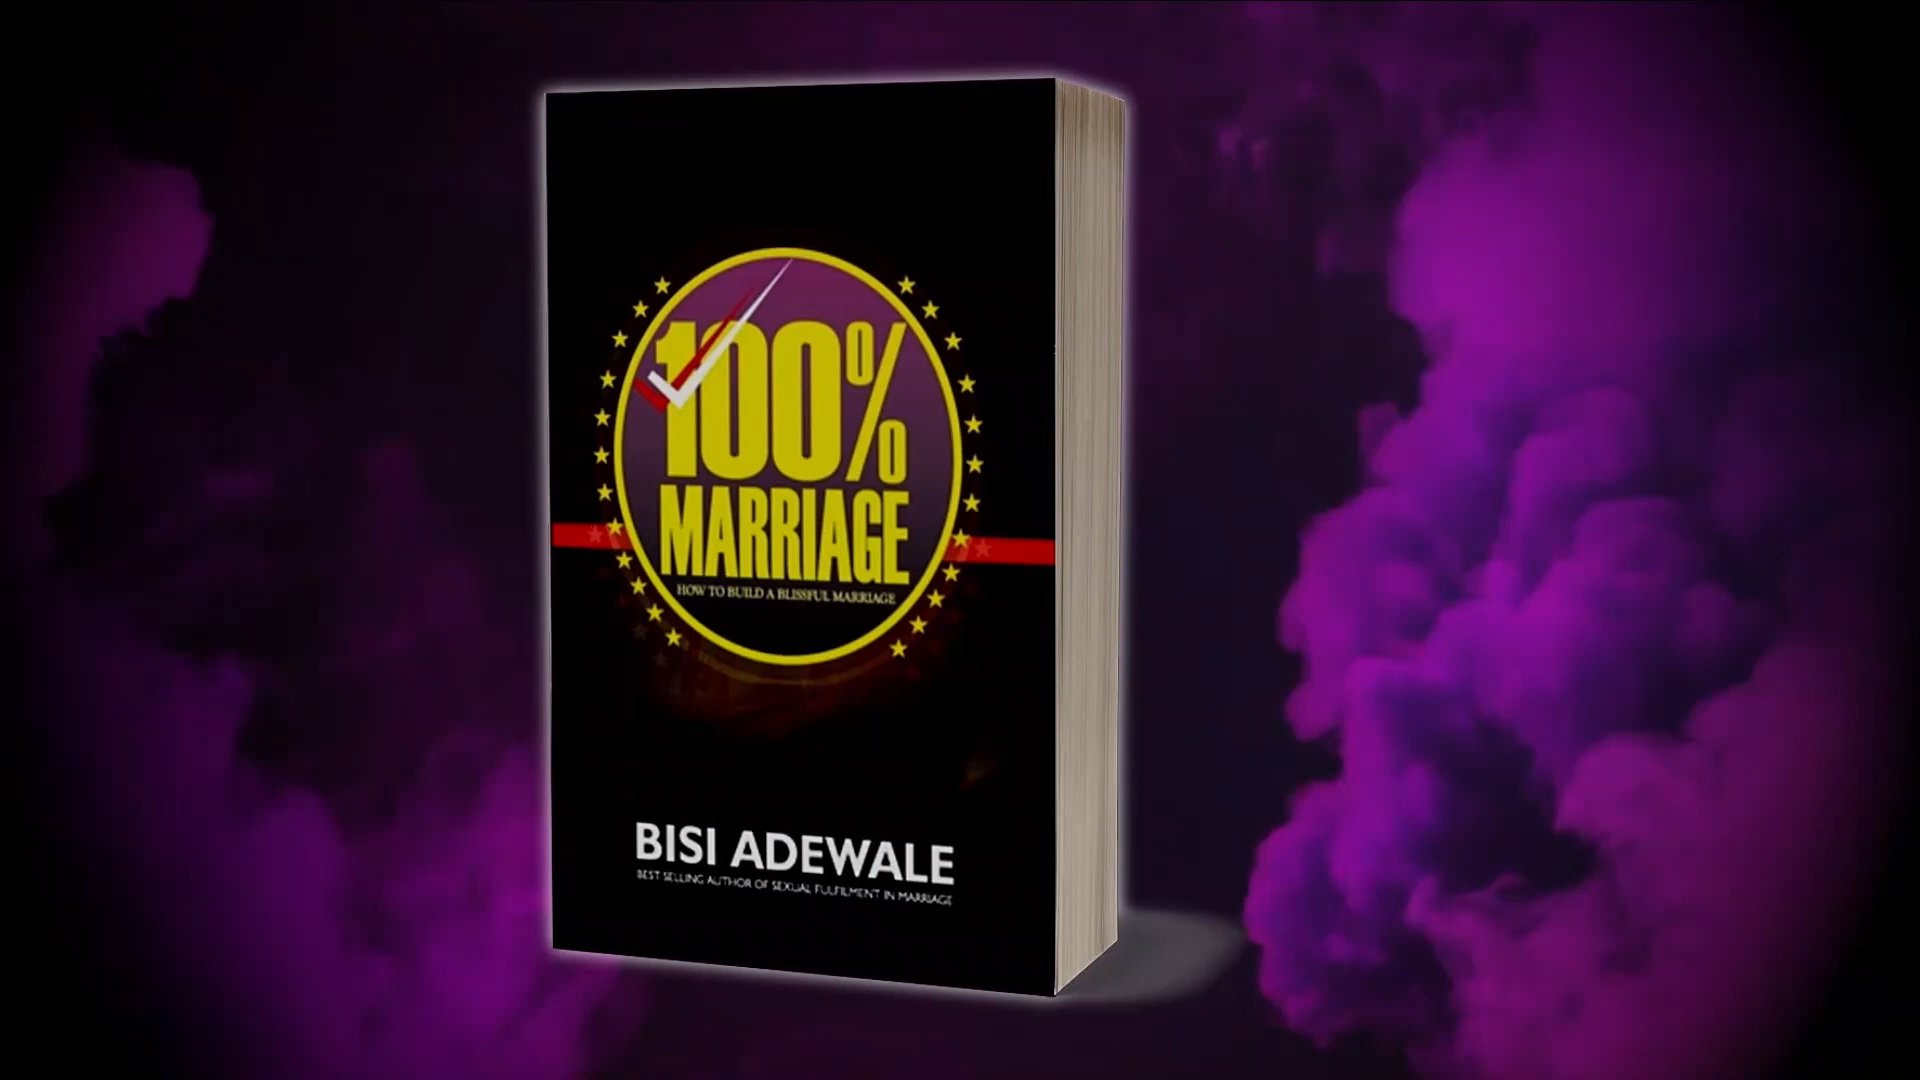 100%
MARRIAGE
HOW TO BUILD A BLISSFUL MARRIAGE
BISI ADEWALE
BEST SELLING AUTHOR OF SEXUAL FULFILMENT IN MARRIAGE